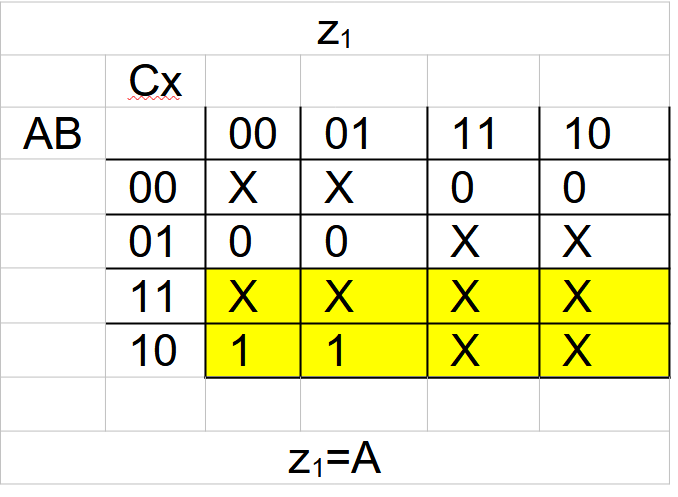 z₁
Cx
AB 00 01 11 10
00 X X 0 0
01 0 0 X X
11 X X X X
10 1 1 X X
z₁=A